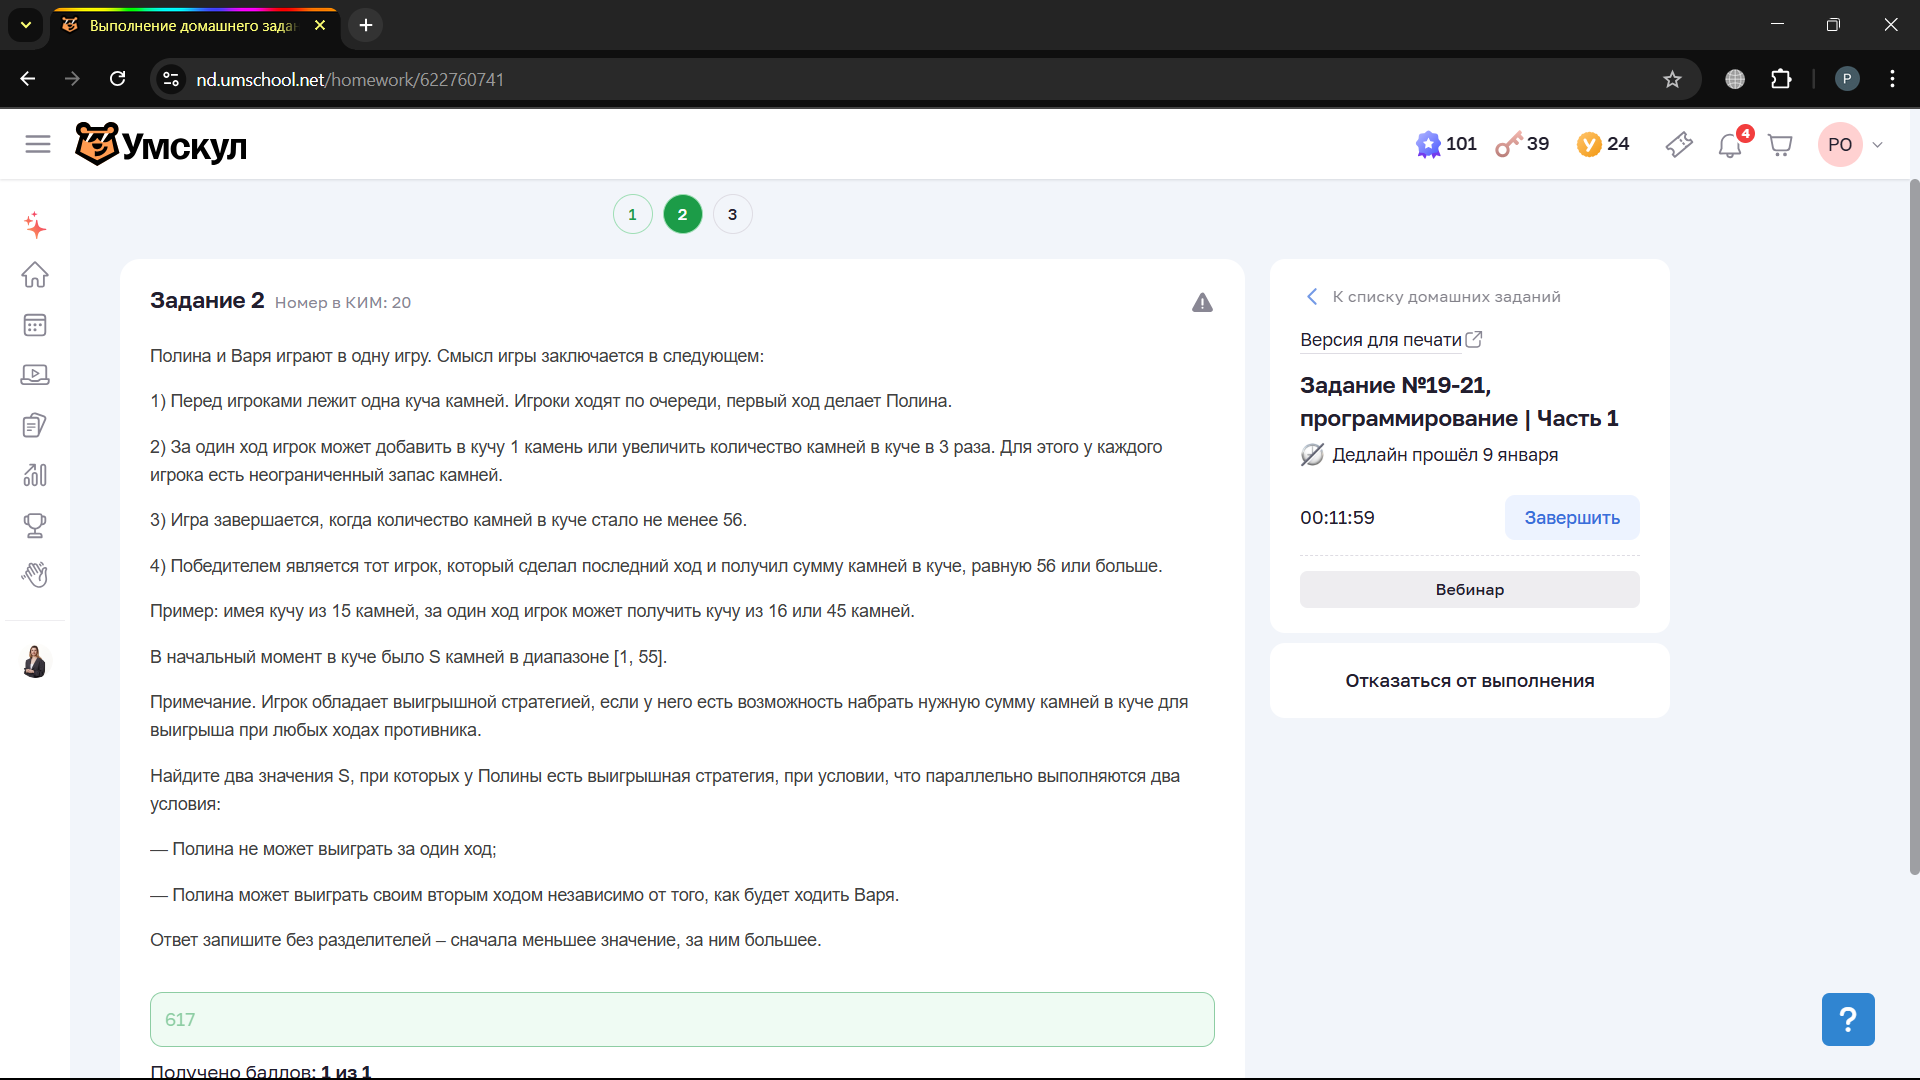 Выполнение домашнего зада
nd.umschool.net/homework/622760741
P
Умскул
101
39
24
4
PO
1
2
3
Задание 2 Номер в КИМ: 20
Полина и Варя играют в одну игру. Смысл игры заключается в следующем:
1) Перед игроками лежит одна куча камней. Игроки ходят по очереди, первый ход делает Полина.
2) За один ход игрок может добавить в кучу 1 камень или увеличить количество камней в куче в 3 раза. Для этого у каждого
игрока есть неограниченный запас камней.
3) Игра завершается, когда количество камней в куче стало не менее 56.
4) Победителем является тот игрок, который сделал последний ход и получил сумму камней в куче, равную 56 или больше.
Пример: имея кучу из 15 камней, за один ход игрок может получить кучу из 16 или 45 камней.
В начальный момент в куче было S камней в диапазоне [1, 55].
Примечание. Игрок обладает выигрышной стратегией, если у него есть возможность набрать нужную сумму камней в куче для
выигрыша при любых ходах противника.
Найдите два значения S, при которых у Полины есть выигрышная стратегия, при условии, что параллельно выполняются два
условия:
— Полина не может выиграть за один ход;
— Полина может выиграть своим вторым ходом независимо от того, как будет ходить Варя.
Ответ запишите без разделителей – сначала меньшее значение, за ним большее.
617
Получено баллов: 1 из 1
К списку домашних заданий
Версия для печати
Задание №19-21,
программирование | Часть 1
Дедлайн прошёл 9 января
00:11:59
Завершить
Вебинар
Отказаться от выполнения
?